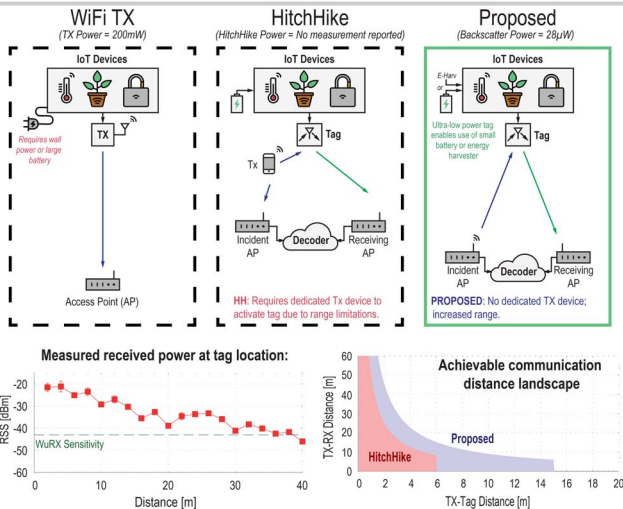 WiFi TX
(TX Power = 200mW)
IoT Devices
TX
Requires wall
power or large
battery
Access Point (AP)
HitchHike
(HitchHike Power = No measurement reported)
IoT Devices
Tag
Tx
Incident
AP
Decoder
Receiving
AP
HH: Requires dedicated Tx device to
activate tag due to range limitations.
Proposed
(Backscatter Power = 28µW)
IoT Devices
E-Harv
or
Ultra-low power tag
enables use of small
battery or energy
harvester
Tag
Incident
AP
Decoder
Receiving
AP
PROPOSED: No dedicated TX device;
increased range.
Measured received power at tag location:
RSS [dBm]
-20
-30
-40
-50
-60
WuRX Sensitivity
0 10 20 30 40
Distance [m]
Achievable communication
distance landscape
TX-RX Distance [m]
60
50
40
30
20
10
0
Proposed
HitchHike
0 2 4 6 8 10 12 14 16 18 20
TX-Tag Distance [m]